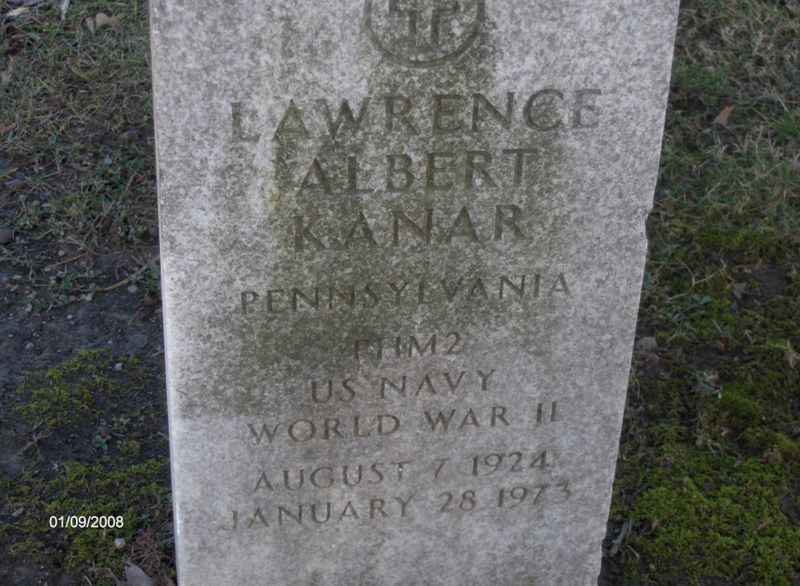 LAWRENCE
ALBERT
KANAR
PENNSYLVANIA
PHM2
US NAVY
WORLD WAR II
AUGUST 7 1924
JANUARY 28 1973
01/09/2008